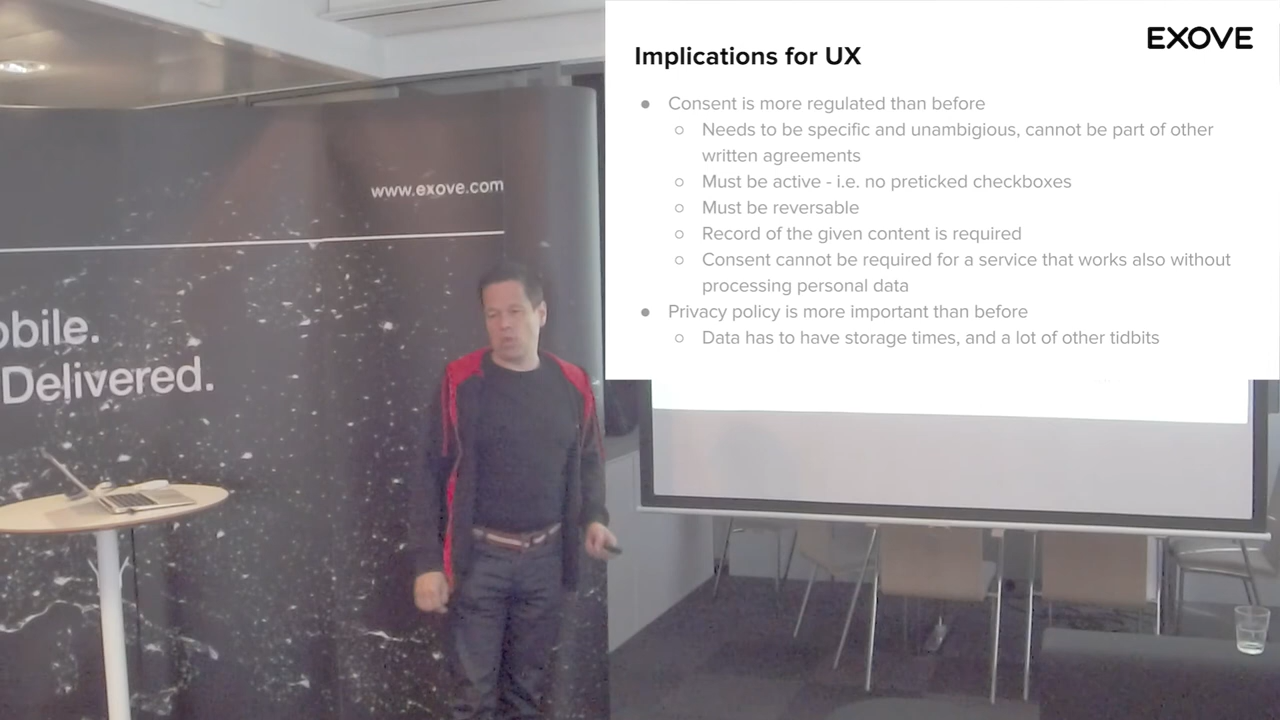 www.exove.com
obile.
Delivered.
EXOVE
Implications for UX
● Consent is more regulated than before
○ Needs to be specific and unambigious, cannot be part of other
written agreements
○ Must be active - i.e. no preticked checkboxes
○ Must be reversable
○ Record of the given content is required
○ Consent cannot be required for a service that works also without
processing personal data
● Privacy policy is more important than before
○ Data has to have storage times, and a lot of other tidbits